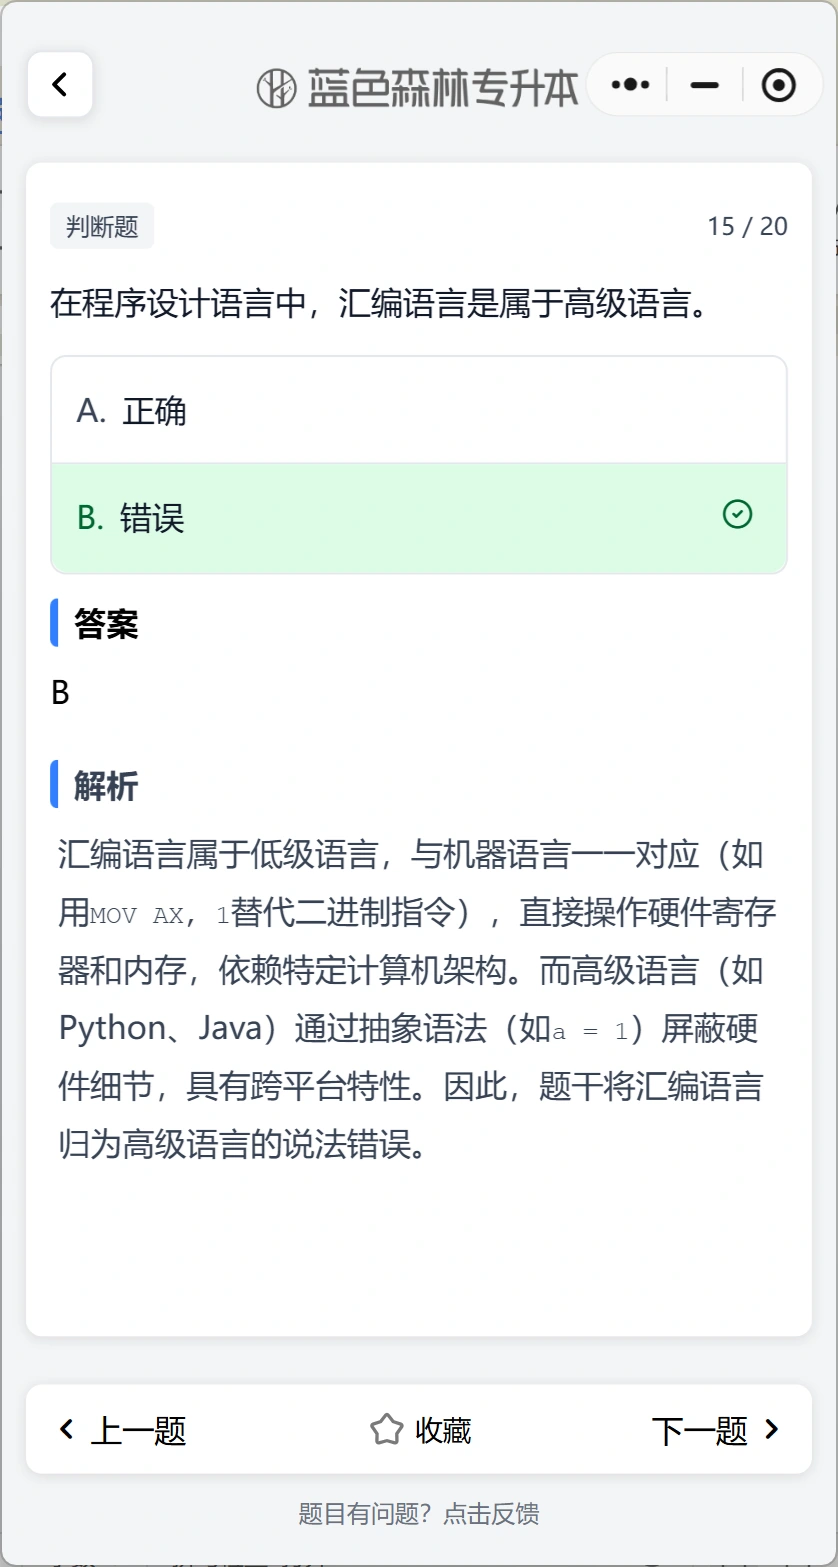 蓝色森林专升本
判断题
15 / 20
在程序设计语言中，汇编语言是属于高级语言。
A. 正确
B. 错误
答案
B
解析
汇编语言属于低级语言，与机器语言一一对应（如
用MOV AX，1替代二进制指令），直接操作硬件寄存
器和内存，依赖特定计算机架构。而高级语言（如
Python、Java）通过抽象语法（如a = 1）屏蔽硬
件细节，具有跨平台特性。因此，题干将汇编语言
归为高级语言的说法错误。
上一题
收藏
下一题
题目有问题？点击反馈